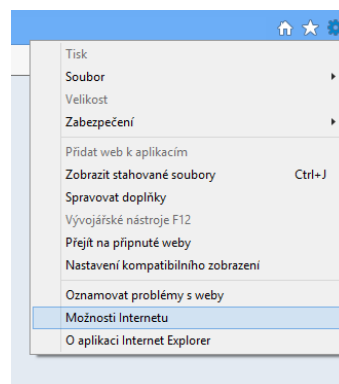 Tisk
Soubor
Velikost
Zabezpečení
Přidat web k aplikacím
Zobrazit stahované soubory Ctrl+J
Spravovat doplňky
Vývojářské nástroje F12
Přejít na připnuté weby
Nastavení kompatibilního zobrazení
Oznamovat problémy s weby
Možnosti Internetu
O aplikaci Internet Explorer